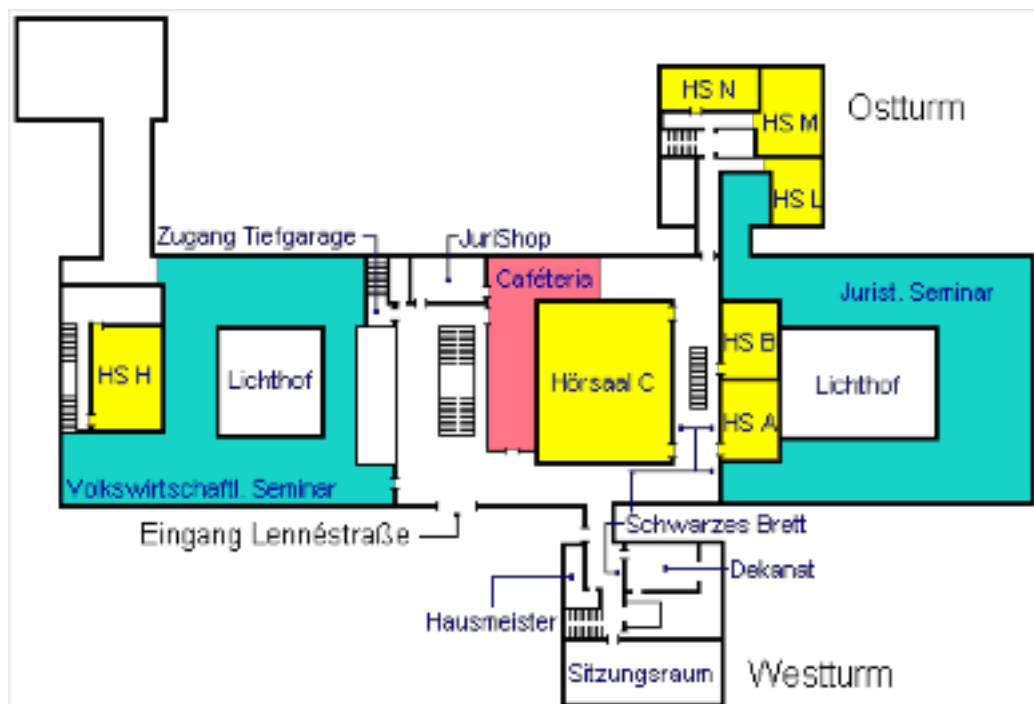 HS N
HS M
Ostturm
HS L
Zugang Tiefgarage
JuriShop
Caféteria
Jurist. Seminar
HS B
HS H
Lichthof
Hörsaal C
Lichthof
HS A
Volkswirtschaftl. Seminar
Eingang Lennéstraße
Schwarzes Brett
Dekanat
Hausmeister
Sitzungsraum
Westturm